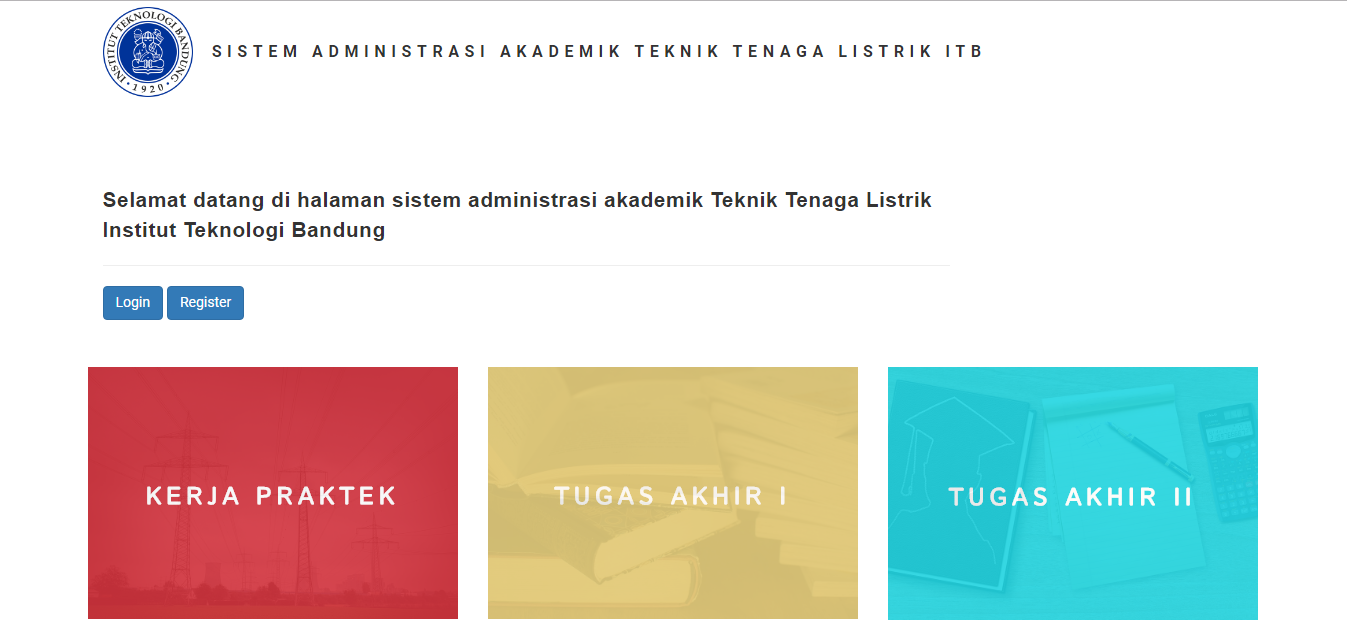 INSTITUT TEKNOLOGI BANDUNG
· 1920 ·
SISTEM ADMINISTRASI AKADEMIK TEKNIK TENAGA LISTRIK ITB
Selamat datang di halaman sistem administrasi akademik Teknik Tenaga Listrik
Institut Teknologi Bandung
Login Register
KERJA PRAKTEK
TUGAS AKHIR I
TUGAS AKHIR II